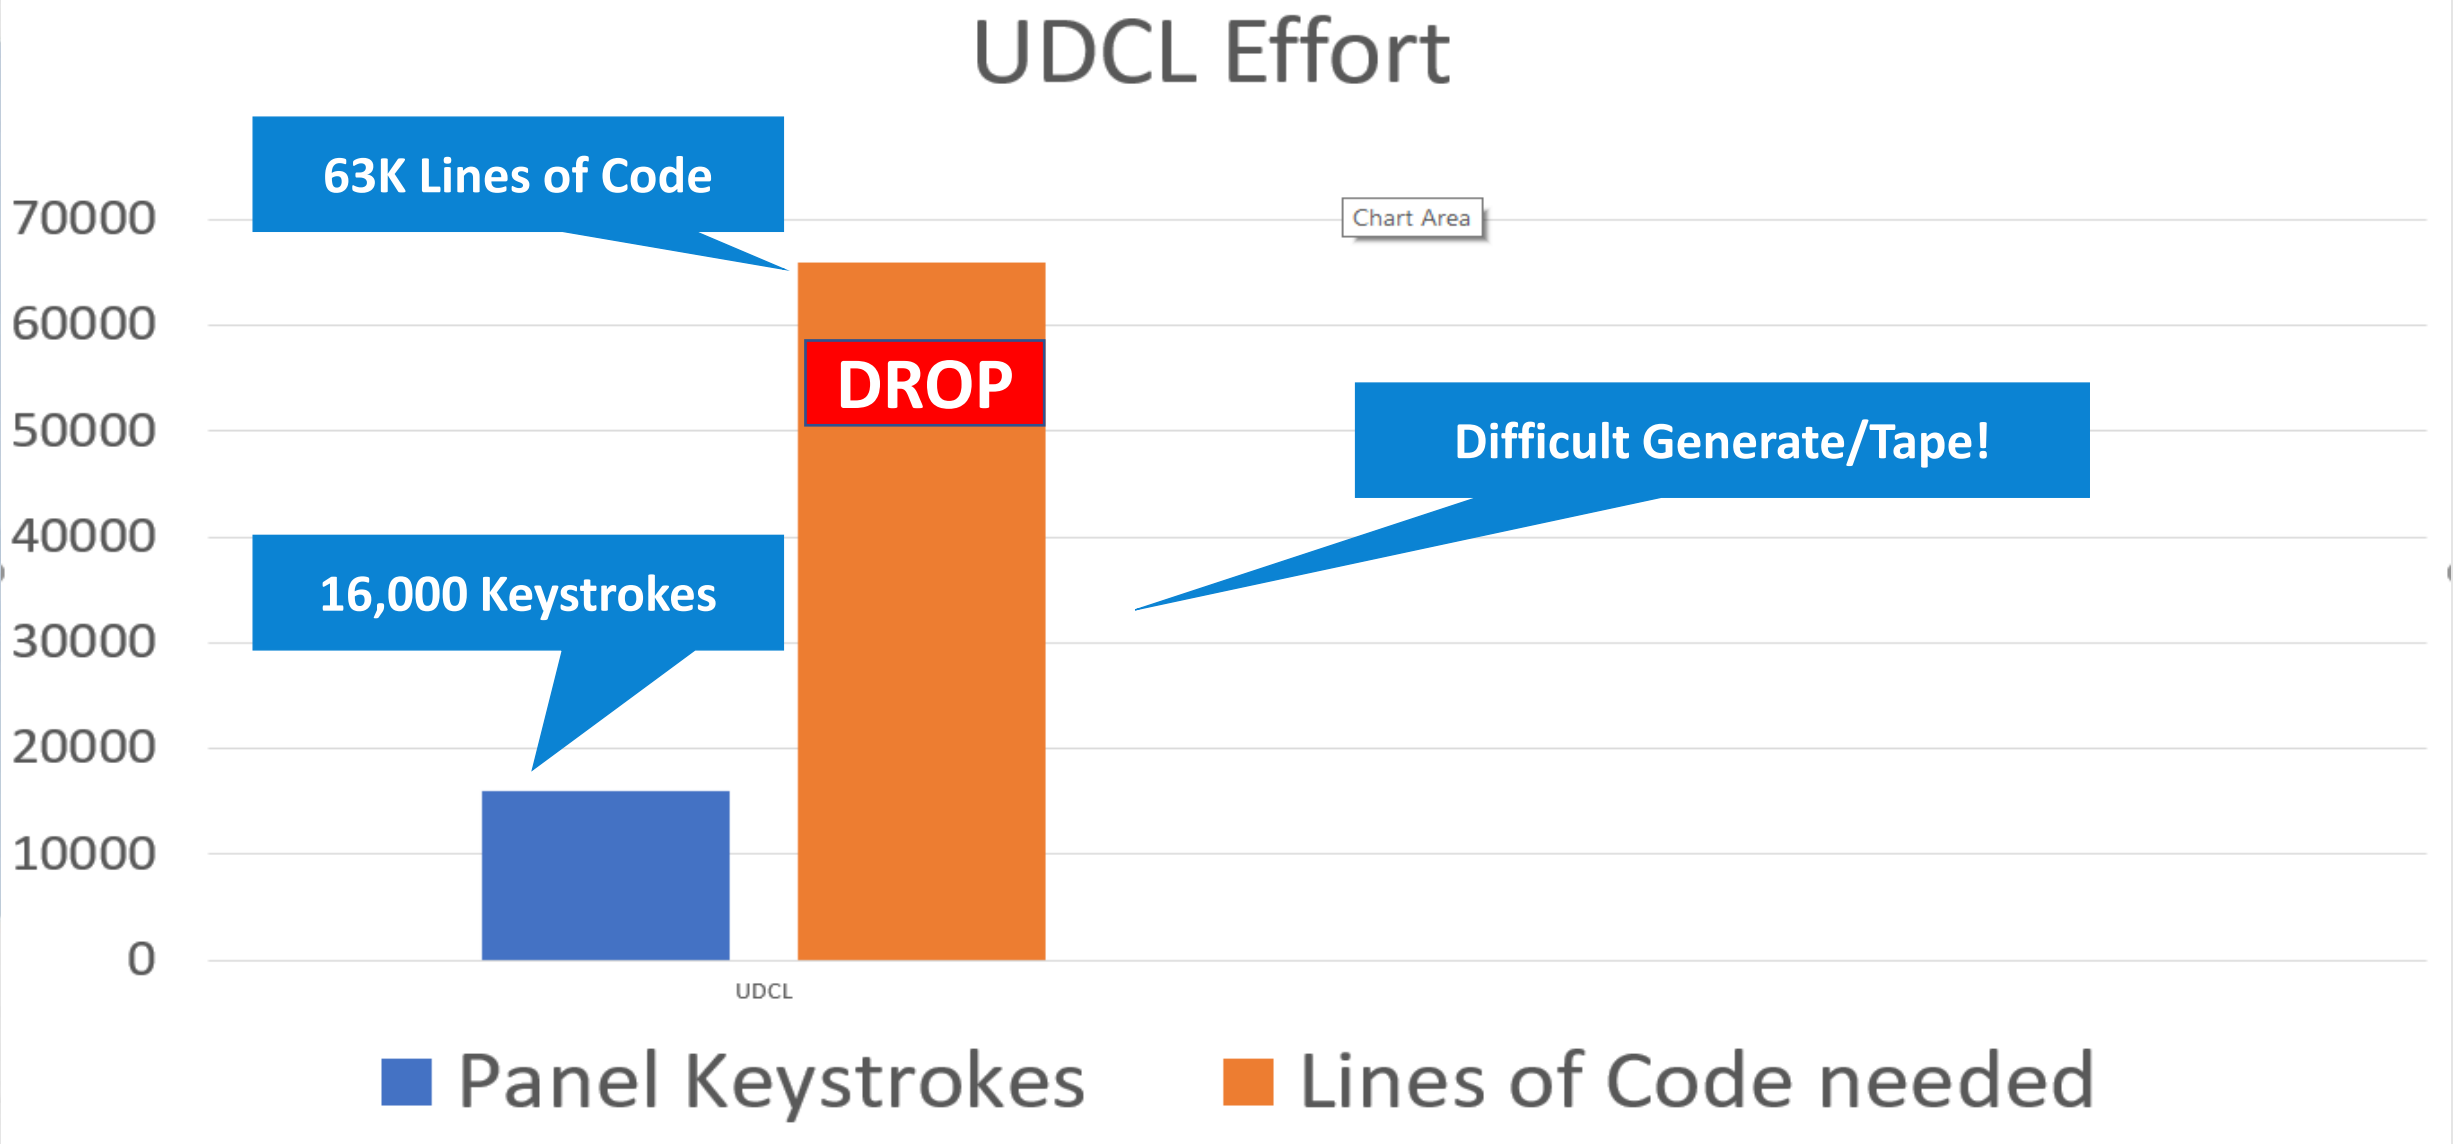 UDCL Effort
63K Lines of Code
70000
Chart Area
60000
DROP
50000
Difficult Generate/Tape!
40000
16,000 Keystrokes
30000
20000
10000
0
UDCL
Panel Keystrokes
Lines of Code needed